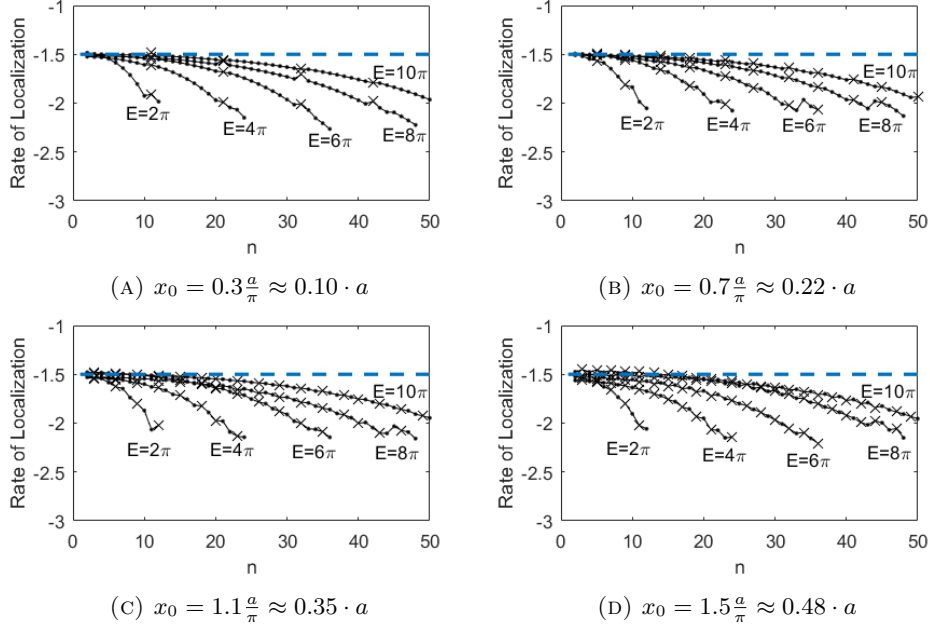 -1
-1.5
-2
-2.5
-3
Rate of Localization
E=10π
E=2π
E=4π
E=6π
E=8π
0 10 20 30 40 50
n
(A) x₀ = 0.3 a/π ≈ 0.10 · a
-1
-1.5
-2
-2.5
-3
Rate of Localization
E=10π
E=2π
E=4π
E=6π
E=8π
0 10 20 30 40 50
n
(B) x₀ = 0.7 a/π ≈ 0.22 · a
-1
-1.5
-2
-2.5
-3
Rate of Localization
E=10π
E=2π
E=4π
E=6π
E=8π
0 10 20 30 40 50
n
(C) x₀ = 1.1 a/π ≈ 0.35 · a
-1
-1.5
-2
-2.5
-3
Rate of Localization
E=10π
E=2π
E=4π
E=6π
E=8π
0 10 20 30 40 50
n
(D) x₀ = 1.5 a/π ≈ 0.48 · a